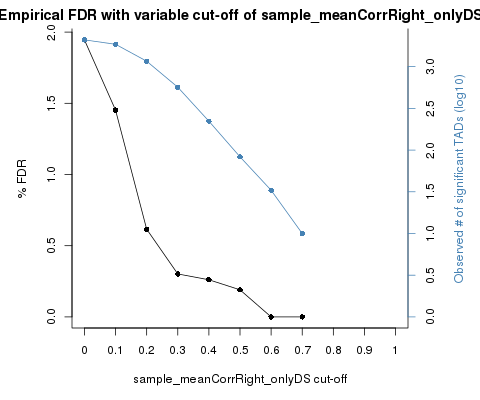 Empirical FDR with variable cut-off of sample_meanCorrRight_onlyDS
2.0
1.5
1.0
0.5
0.0
% FDR
3.0
2.5
2.0
1.5
1.0
0.5
0.0
Observed # of significant TADs (log10)
0 0.1 0.2 0.3 0.4 0.5 0.6 0.7 0.8 0.9 1
sample_meanCorrRight_onlyDS cut-off